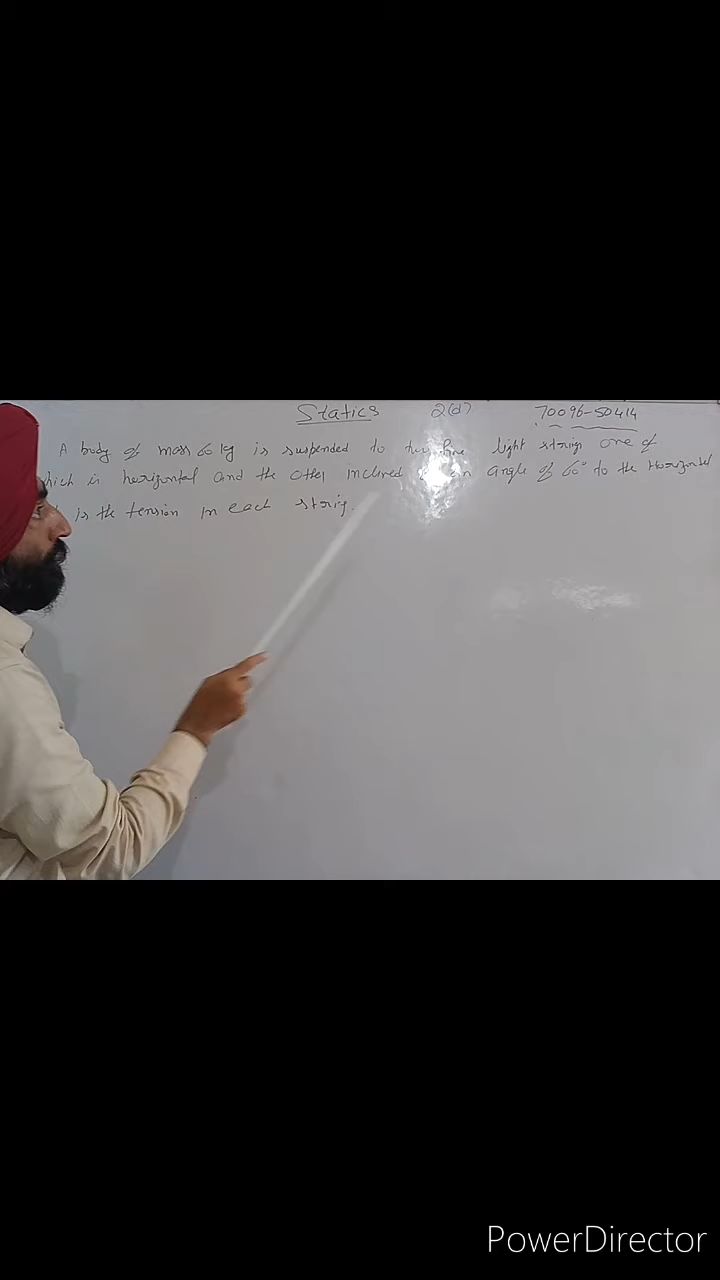 Statics 2(d) 70096-50414
A body of mass 60 kg is suspended to two fine light strings one of
which is horizontal and the other inclined an angle of 60° to the Horizontal
is the tension in each string.
PowerDirector